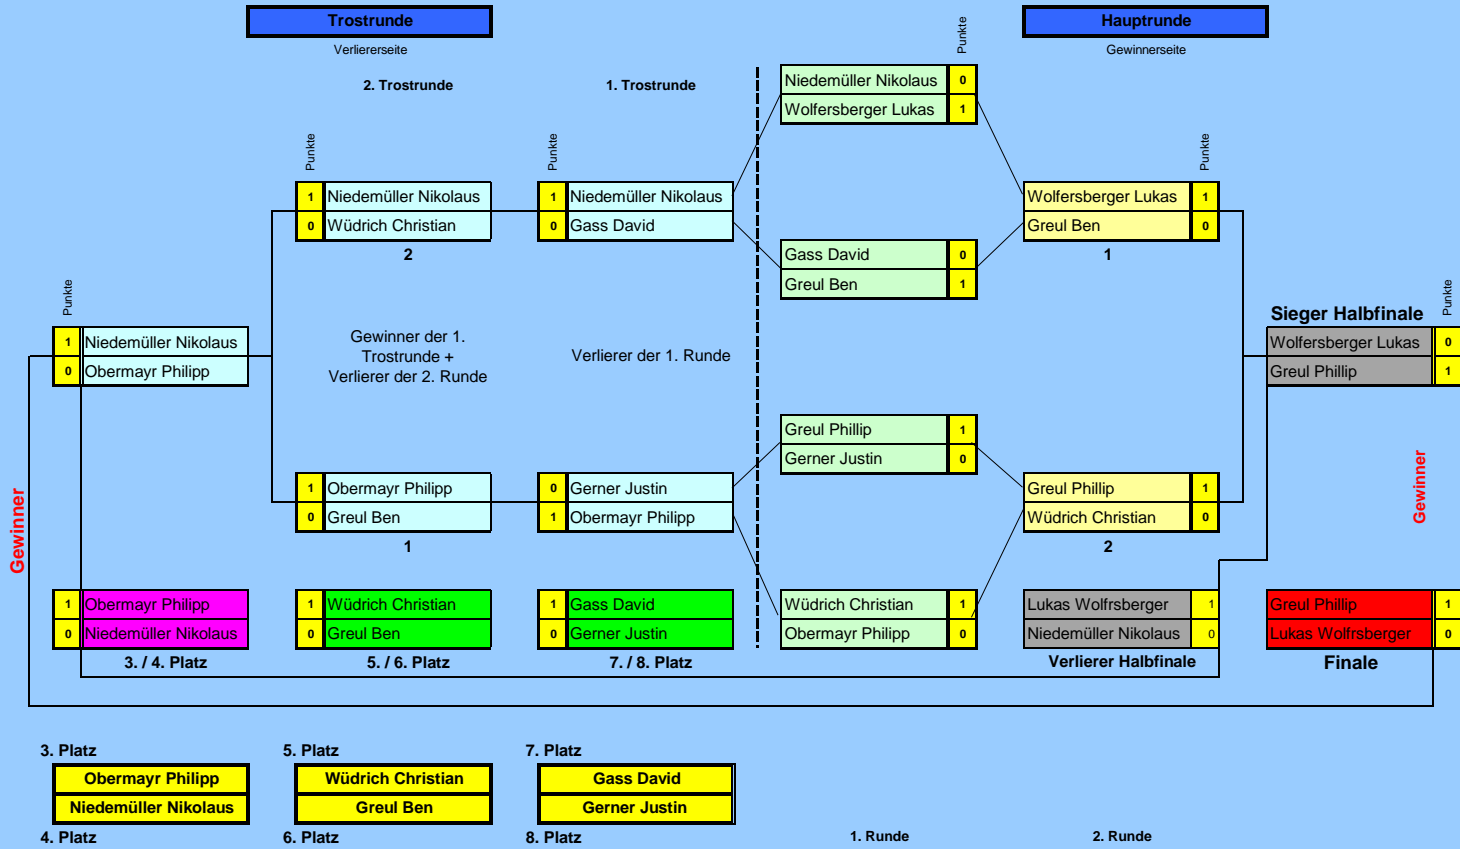 Trostrunde
Hauptrunde
Verliererseite
Gewinnerseite
Punkte
2. Trostrunde
1. Trostrunde
Niedemüller Nikolaus 0
Wolfersberger Lukas 1
Punkte
Punkte
Punkte
1 Niedemüller Nikolaus
0 Wüdrich Christian
2
1 Niedemüller Nikolaus
0 Gass David
Wolfersberger Lukas 1
Greul Ben 0
1
Gass David 0
Greul Ben 1
Punkte
Punkte
Sieger Halbfinale
1 Niedemüller Nikolaus
0 Obermayr Philipp
Gewinner der 1.
Trostrunde +
Verlierer der 2. Runde
Verlierer der 1. Runde
Wolfersberger Lukas 0
Greul Phillip 1
Greul Phillip 1
Gerner Justin 0
Gewinner
Gewinner
1 Obermayr Philipp
0 Greul Ben
1
0 Gerner Justin
1 Obermayr Philipp
Greul Phillip 1
Wüdrich Christian 0
2
1 Obermayr Philipp
0 Niedemüller Nikolaus
3. / 4. Platz
1 Wüdrich Christian
0 Greul Ben
5. / 6. Platz
1 Gass David
0 Gerner Justin
7. / 8. Platz
Wüdrich Christian 1
Obermayr Philipp 0
Lukas Wolfrsberger 1
Niedemüller Nikolaus 0
Verlierer Halbfinale
Greul Phillip 1
Lukas Wolfrsberger 0
Finale
3. Platz
Obermayr Philipp
Niedemüller Nikolaus
4. Platz
5. Platz
Wüdrich Christian
Greul Ben
6. Platz
7. Platz
Gass David
Gerner Justin
8. Platz
1. Runde
2. Runde